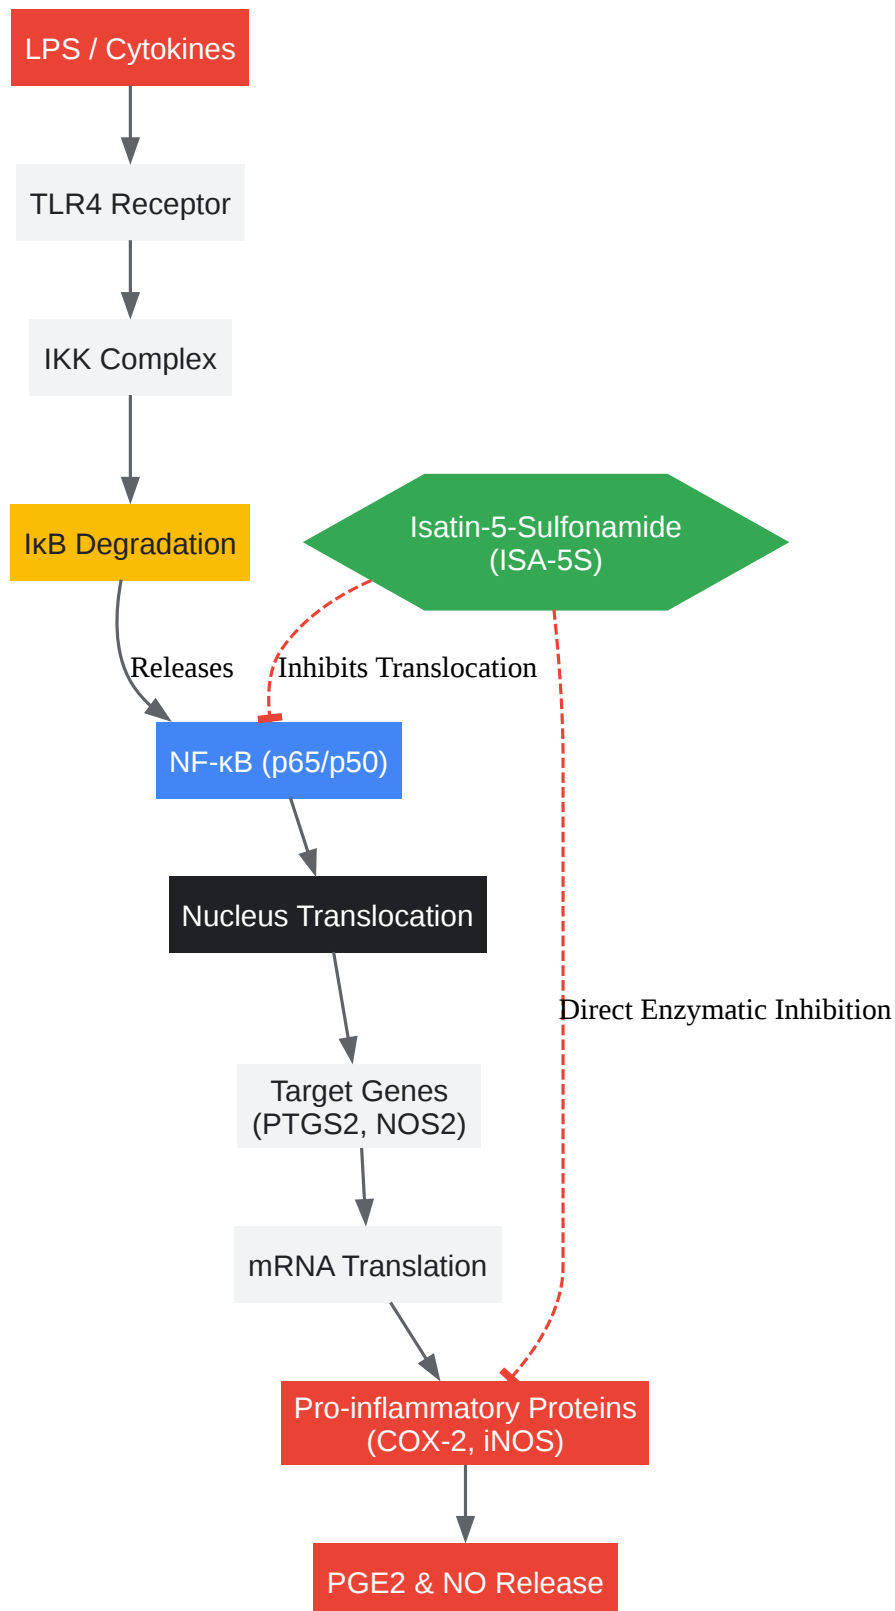 LPS / Cytokines
TLR4 Receptor
IKK Complex
IκB Degradation
Isatin-5-Sulfonamide
(ISA-5S)
Releases
Inhibits Translocation
NF-κB (p65/p50)
Nucleus Translocation
Direct Enzymatic Inhibition
Target Genes
(PTGS2, NOS2)
mRNA Translation
Pro-inflammatory Proteins
(COX-2, iNOS)
PGE2 & NO Release